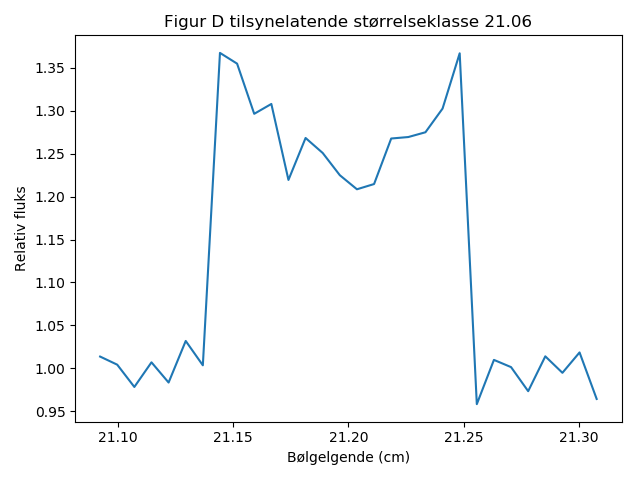 Figur D tilsynelatende størrelseklasse 21.06
1.35
1.30
1.25
1.20
1.15
1.10
1.05
1.00
0.95
Relativ fluks
21.10 21.15 21.20 21.25 21.30
Bølgelgende (cm)